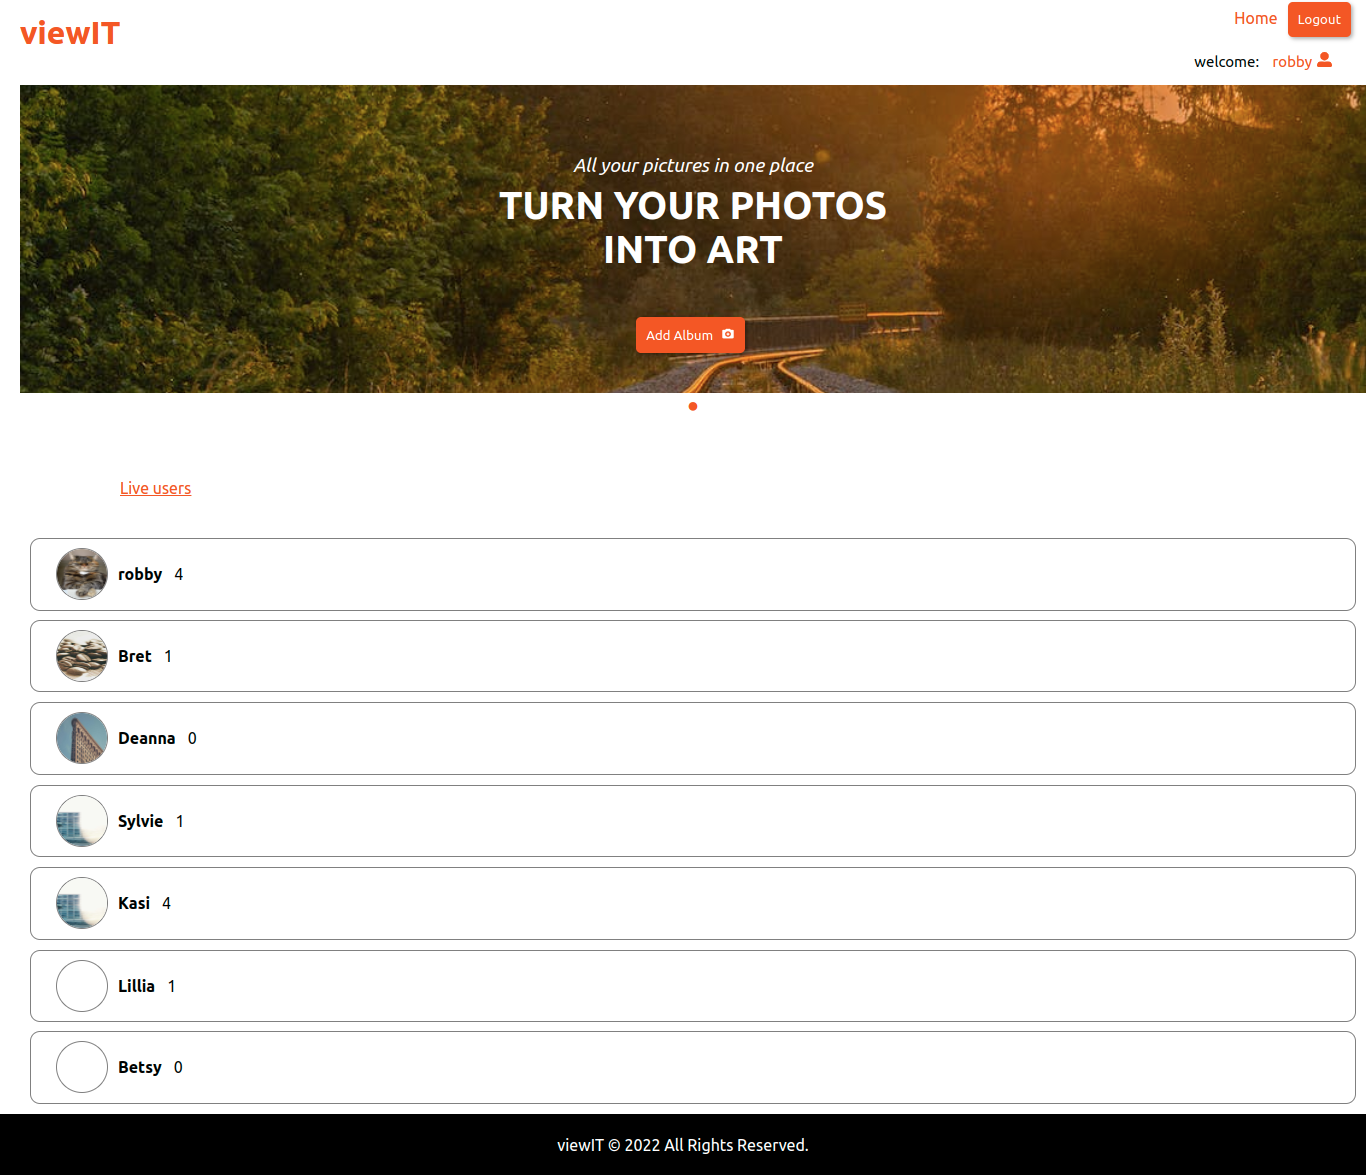 viewIT
Home Logout
welcome: robby
All your pictures in one place
TURN YOUR PHOTOS
INTO ART
Add Album
Live users
robby 4
Bret 1
Deanna 0
Sylvie 1
Kasi 4
Lillia 1
Betsy 0
viewIT © 2022 All Rights Reserved.